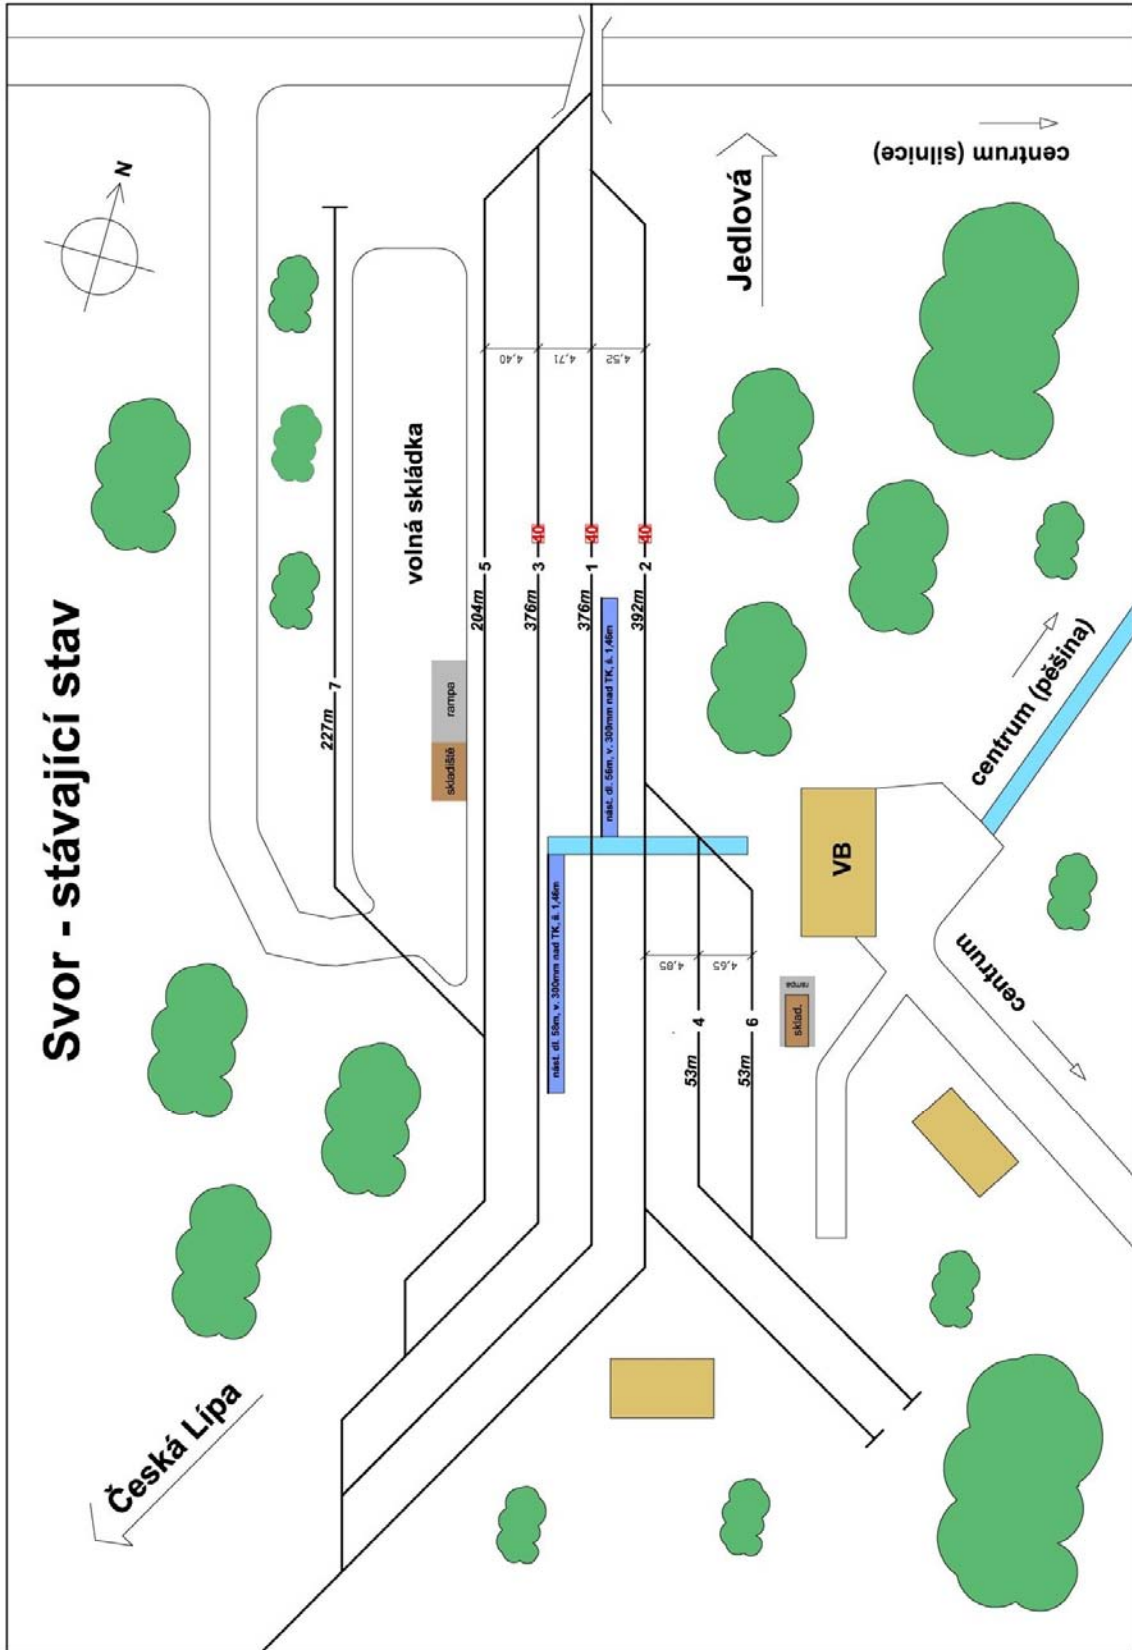 Svor - stávající stav
N
Jedlová
centrum (silnice)
volná skládka
4,40
4,71
4,52
227m
7
204m
5
376m
3
40
376m
1
40
392m
2
40
skladiště
rampa
nást. dl. 56m, v. 300mm nad TK, š. 1,46m
nást. dl. 58m, v. 300mm nad TK, š. 1,46m
4,85
4,65
53m
4
53m
6
VB
rampa
sklad.
centrum (pěšina)
centrum
Česká Lípa